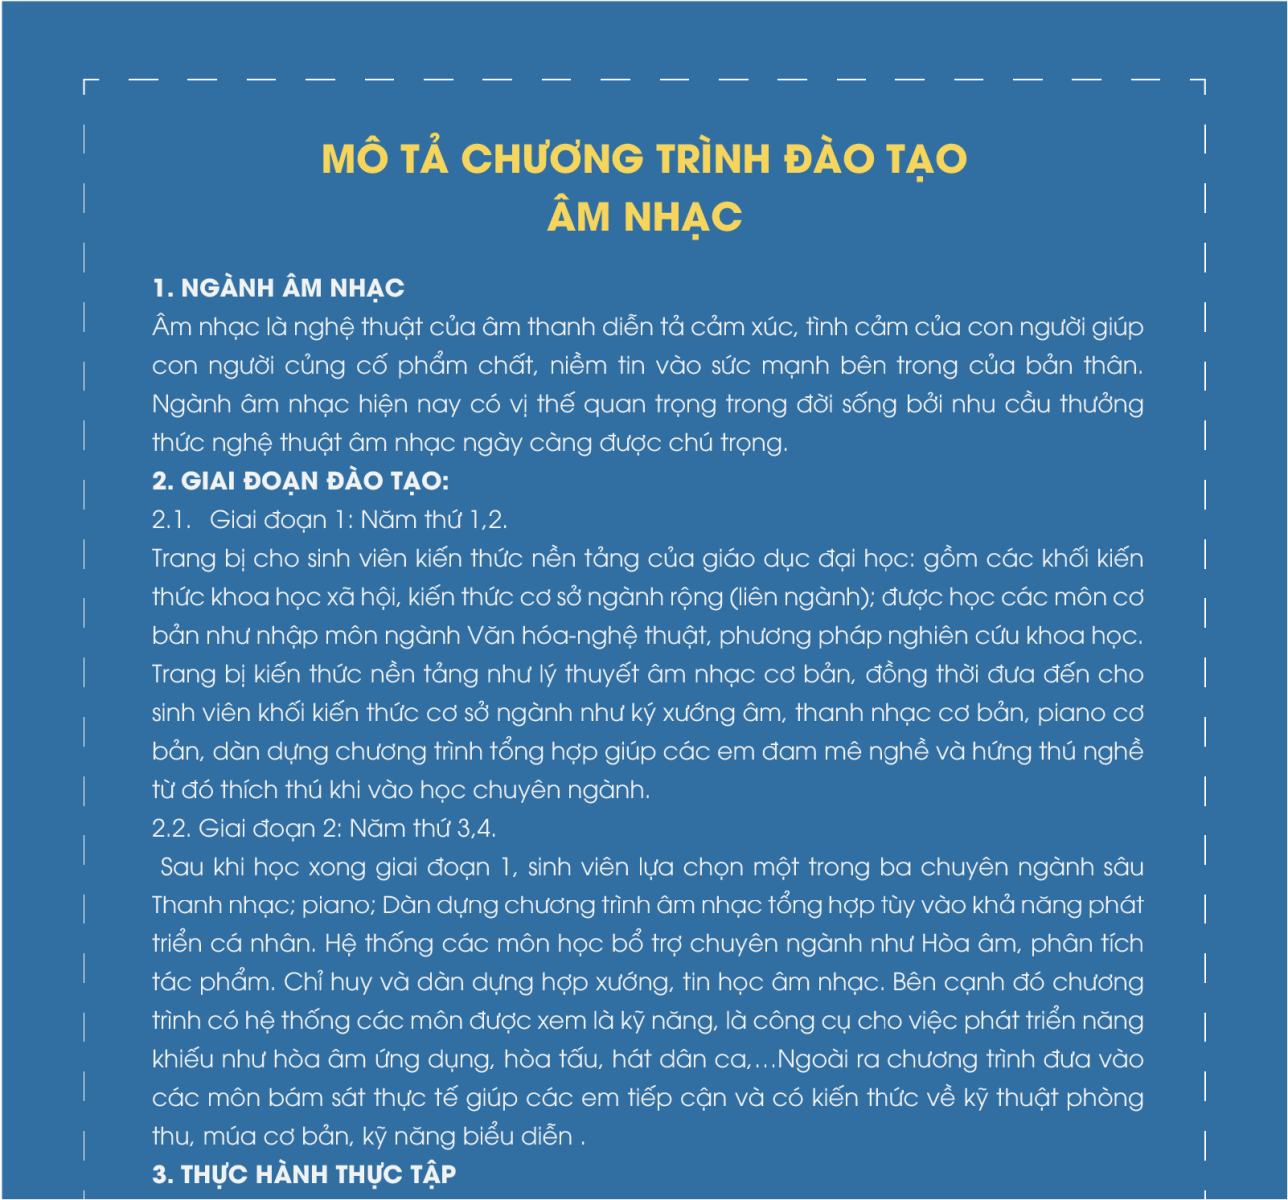 MÔ TẢ CHƯƠNG TRÌNH ĐÀO TẠO
ÂM NHẠC
1. NGÀNH ÂM NHẠC
Âm nhạc là nghệ thuật của âm thanh diễn tả cảm xúc, tình cảm của con người giúp
con người củng cố phẩm chất, niềm tin vào sức mạnh bên trong của bản thân.
Ngành âm nhạc hiện nay có vị thế quan trọng trong đời sống bởi nhu cầu thưởng
thức nghệ thuật âm nhạc ngày càng được chú trọng.
2. GIAI ĐOẠN ĐÀO TẠO:
2.1. Giai đoạn 1: Năm thứ 1,2.
Trang bị cho sinh viên kiến thức nền tảng của giáo dục đại học: gồm các khối kiến
thức khoa học xã hội, kiến thức cơ sở ngành rộng (liên ngành); được học các môn cơ
bản như nhập môn ngành Văn hóa-nghệ thuật, phương pháp nghiên cứu khoa học.
Trang bị kiến thức nền tảng như lý thuyết âm nhạc cơ bản, đồng thời đưa đến cho
sinh viên khối kiến thức cơ sở ngành như ký xướng âm, thanh nhạc cơ bản, piano cơ
bản, dàn dựng chương trình tổng hợp giúp các em đam mê nghề và hứng thú nghề
từ đó thích thú khi vào học chuyên ngành.
2.2. Giai đoạn 2: Năm thứ 3,4.
Sau khi học xong giai đoạn 1, sinh viên lựa chọn một trong ba chuyên ngành sâu
Thanh nhạc; piano; Dàn dựng chương trình âm nhạc tổng hợp tùy vào khả năng phát
triển cá nhân. Hệ thống các môn học bổ trợ chuyên ngành như Hòa âm, phân tích
tác phẩm. Chỉ huy và dàn dựng hợp xướng, tin học âm nhạc. Bên cạnh đó chương
trình có hệ thống các môn được xem là kỹ năng, là công cụ cho việc phát triển năng
khiếu như hòa âm ứng dụng, hòa tấu, hát dân ca,...Ngoài ra chương trình đưa vào
các môn bám sát thực tế giúp các em tiếp cận và có kiến thức về kỹ thuật phòng
thu, múa cơ bản, kỹ năng biểu diễn .
3. THỰC HÀNH THỰC TẬP